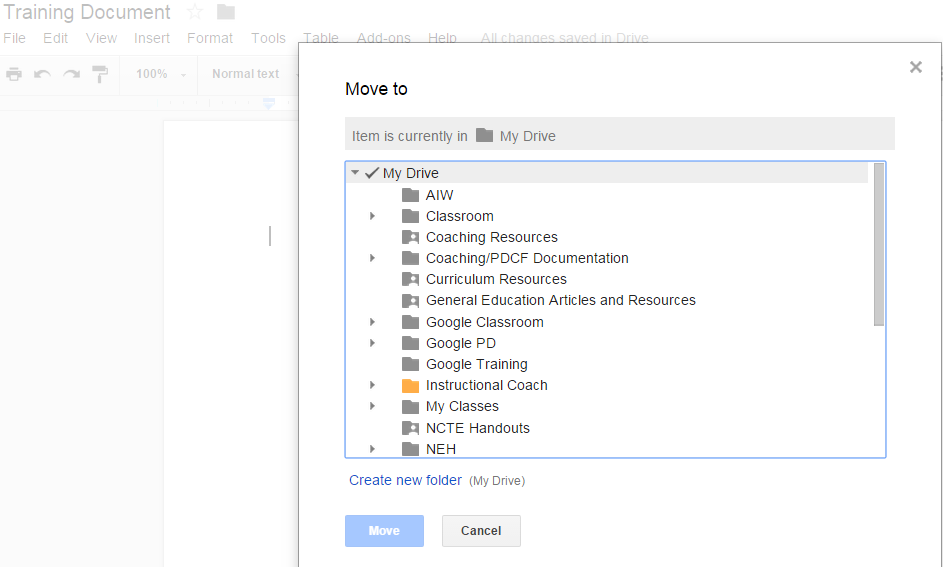 Training Document
File Edit View Insert Format Tools Table Add-ons Help All changes saved in Drive
100% Normal text
Move to
Item is currently in My Drive
My Drive
AIW
Classroom
Coaching Resources
Coaching/PDCF Documentation
Curriculum Resources
General Education Articles and Resources
Google Classroom
Google PD
Google Training
Instructional Coach
My Classes
NCTE Handouts
NEH
Create new folder (My Drive)
Move Cancel